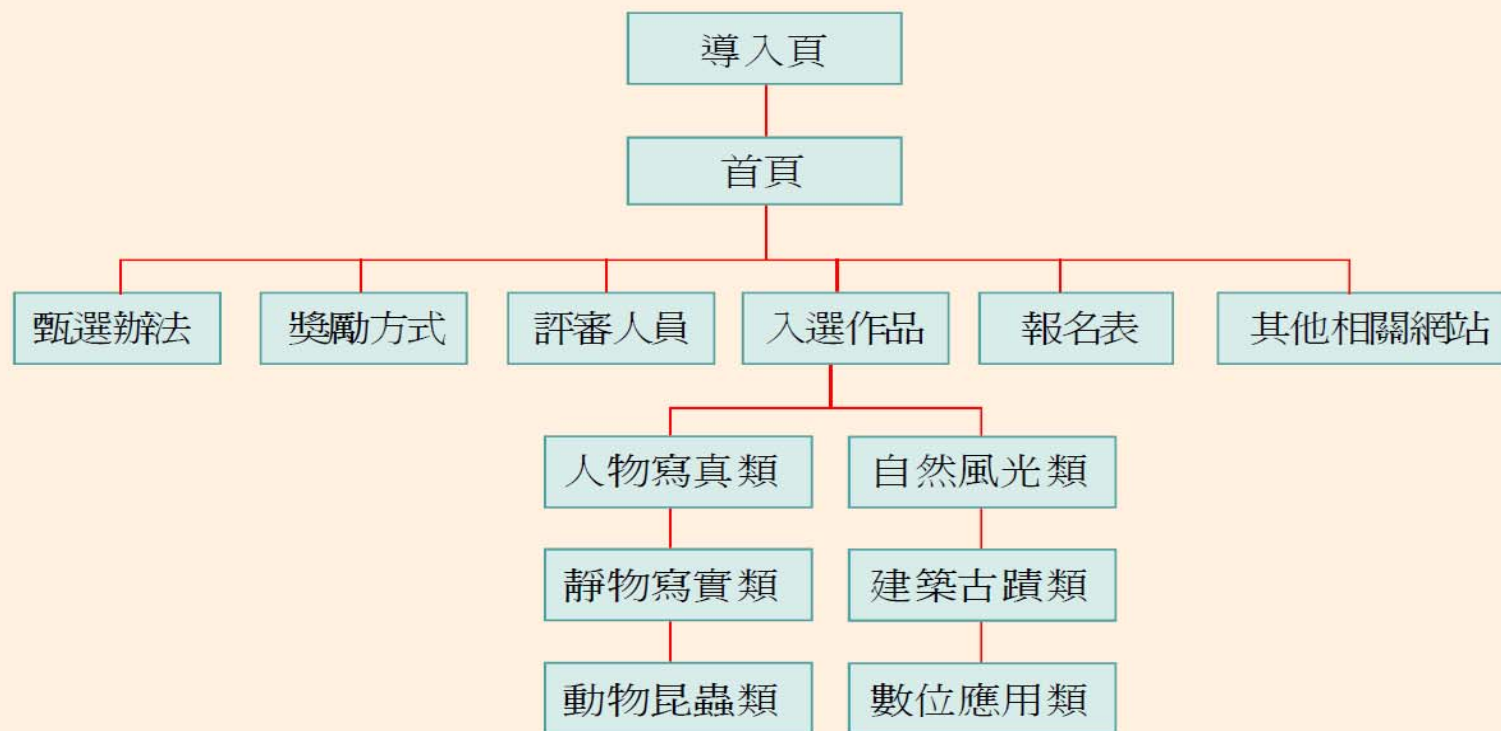 導入頁
首頁
甄選辦法
獎勵方式
評審人員
入選作品
報名表
其他相關網站
人物寫真類
自然風光類
靜物寫實類
建築古蹟類
動物昆蟲類
數位應用類